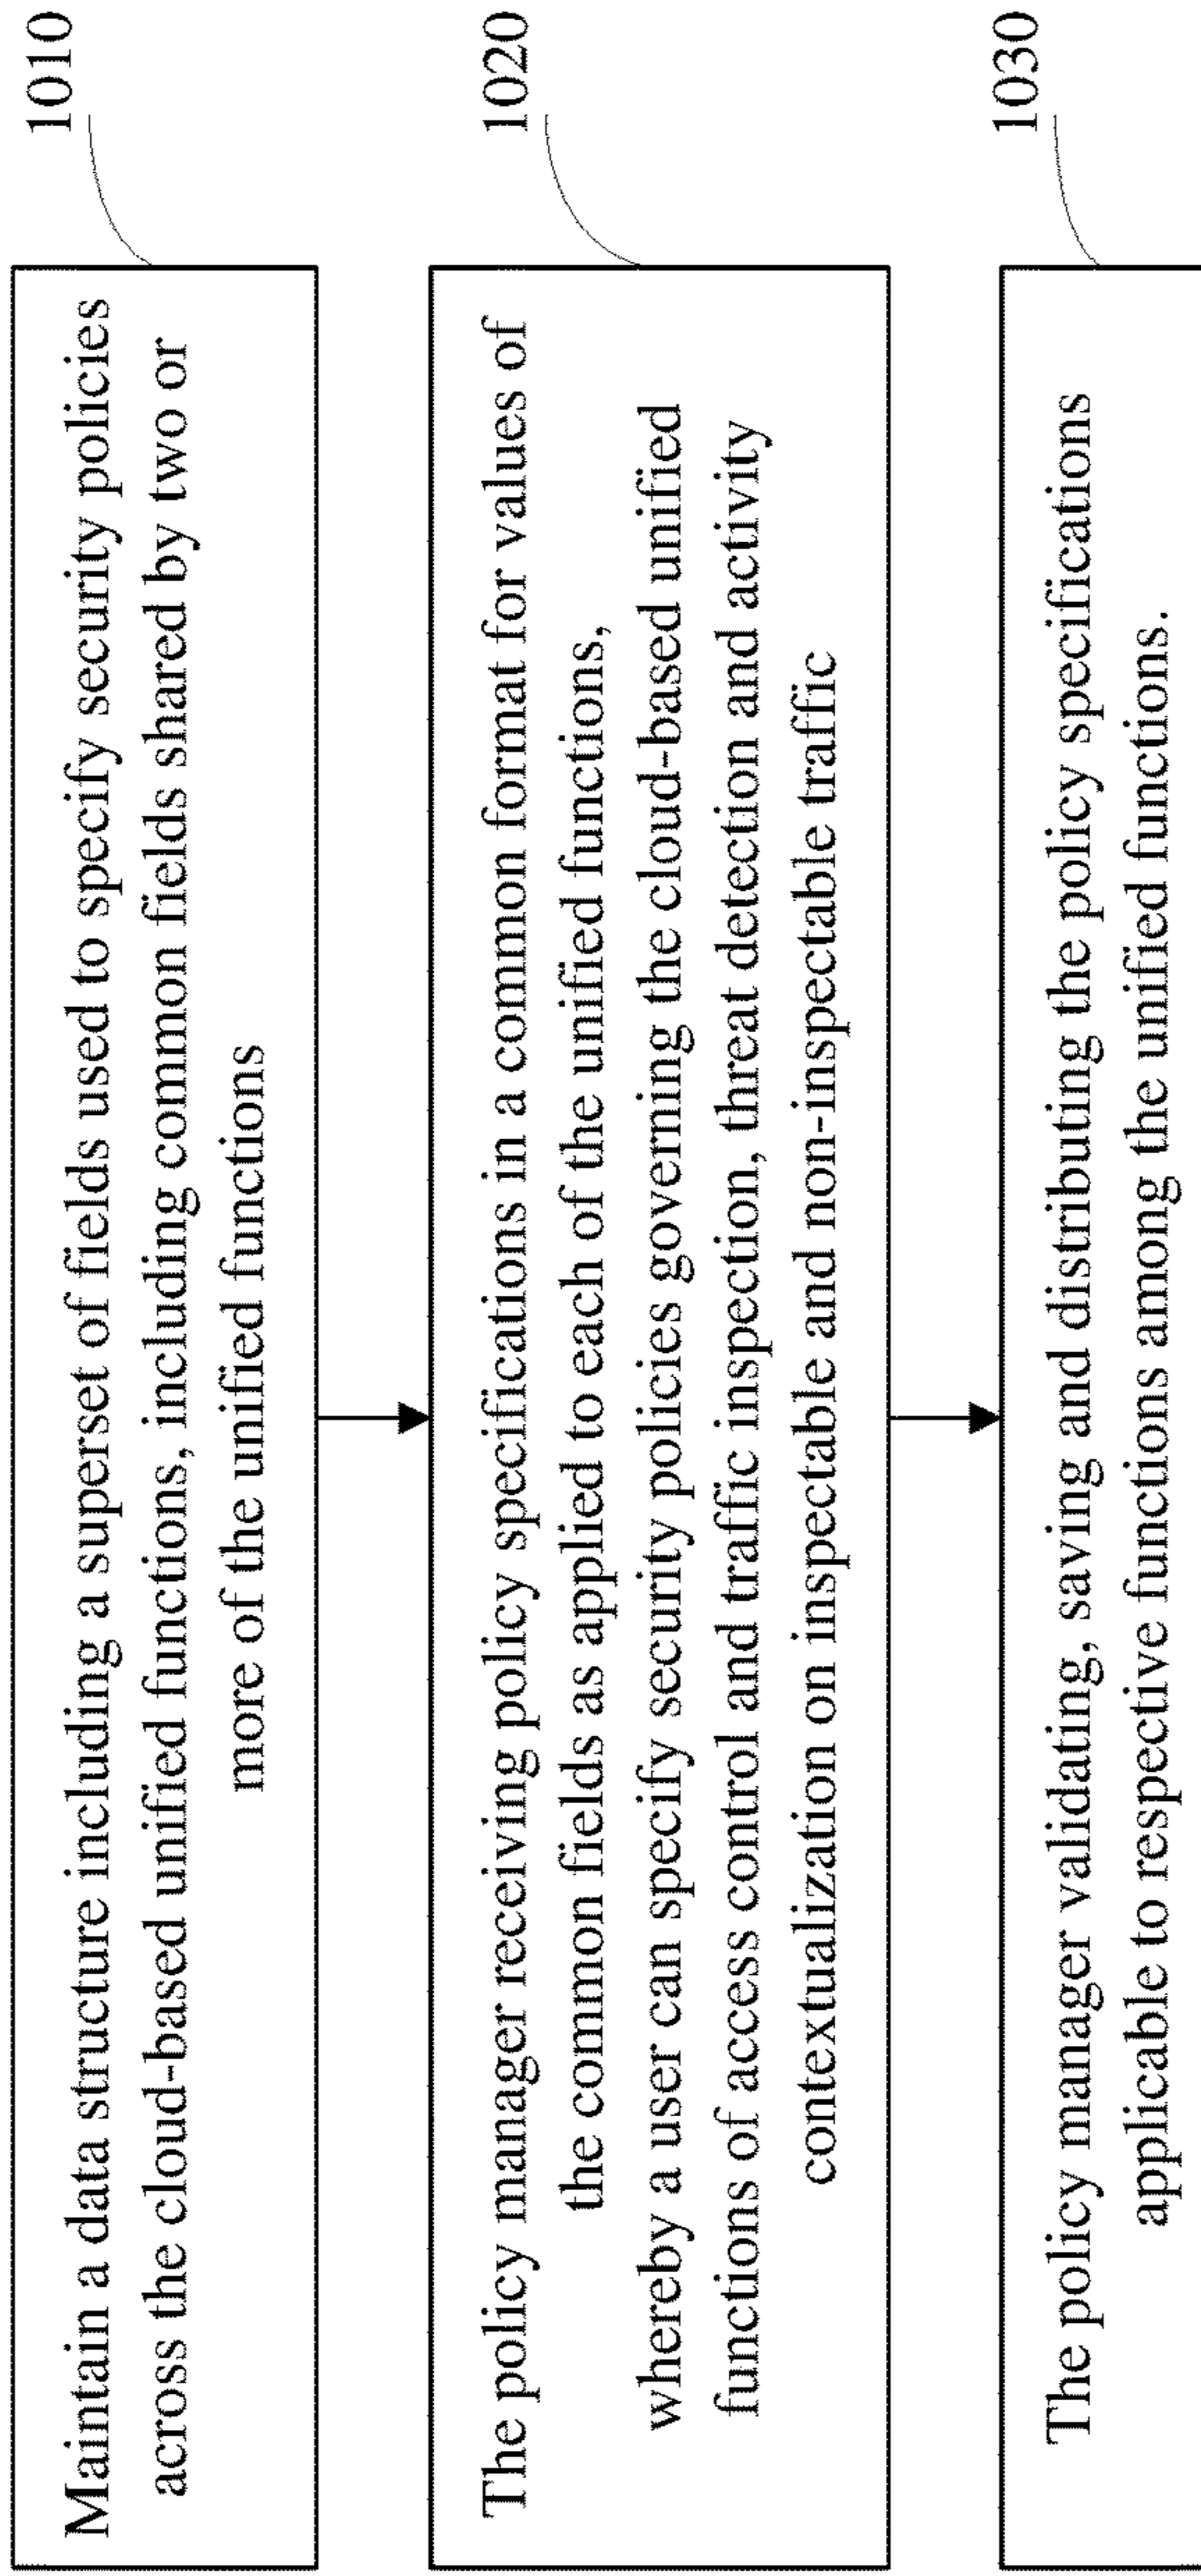 Maintain a data structure including a superset of fields used to specify security policies
across the cloud-based unified functions, including common fields shared by two or
more of the unified functions
1010
The policy manager receiving policy specifications in a common format for values of
the common fields as applied to each of the unified functions,
whereby a user can specify security policies governing the cloud-based unified
functions of access control and traffic inspection, threat detection and activity
contextualization on inspectable and non-inspectable traffic
1020
The policy manager validating, saving and distributing the policy specifications
applicable to respective functions among the unified functions.
1030